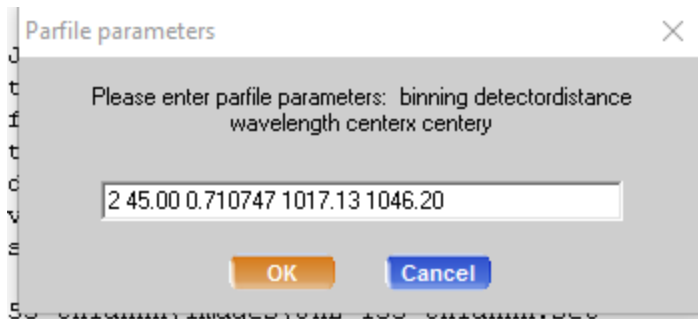 Parfile parameters
Please enter parfile parameters: binning detectordistance
wavelength centerx centery
2 45.00 0.710747 1017.13 1046.20
OK
Cancel